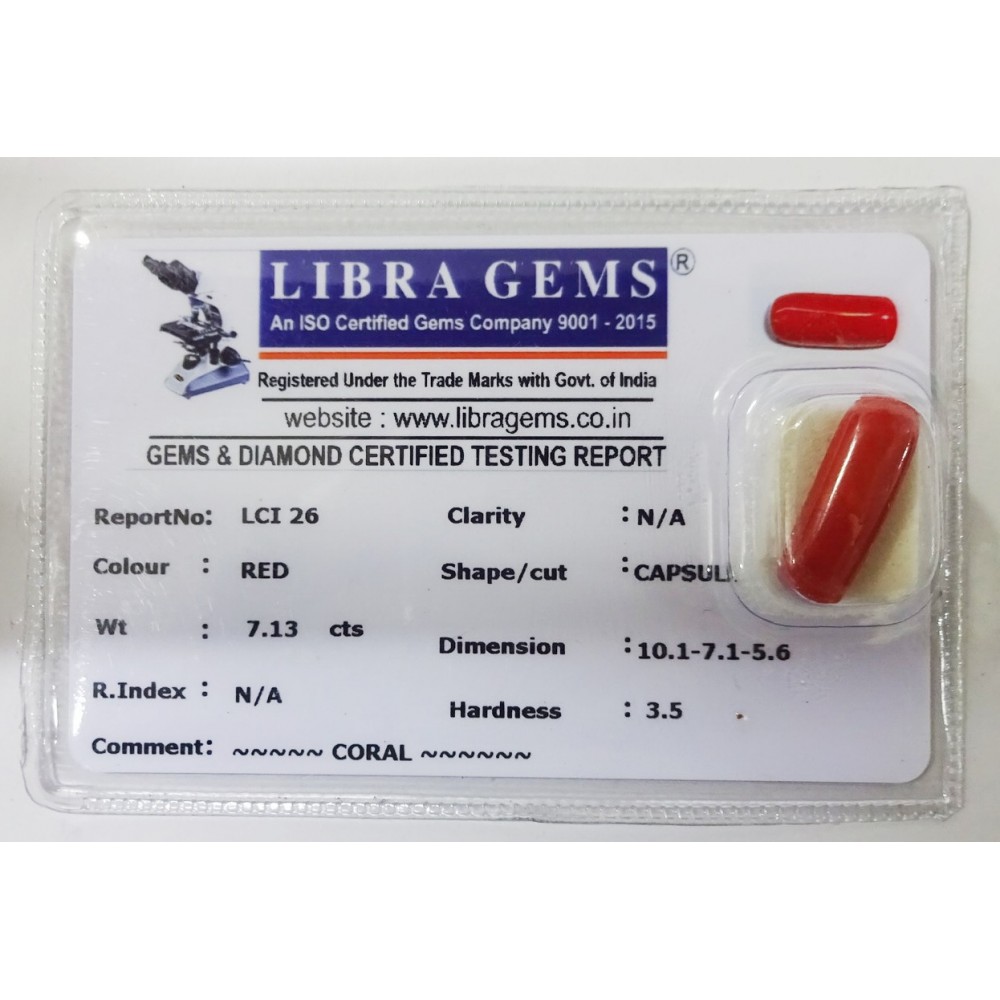 LIBRA GEMS ®
An ISO Certified Gems Company 9001 - 2015
Registered Under the Trade Marks with Govt. of India
website : www.libragems.co.in
GEMS & DIAMOND CERTIFIED TESTING REPORT
ReportNo: LCI 26 Clarity : N/A
Colour : RED Shape/cut : CAPSUL
Wt : 7.13 cts Dimension : 10.1-7.1-5.6
R.Index : N/A Hardness : 3.5
Comment: ~~~~~ CORAL ~~~~~~